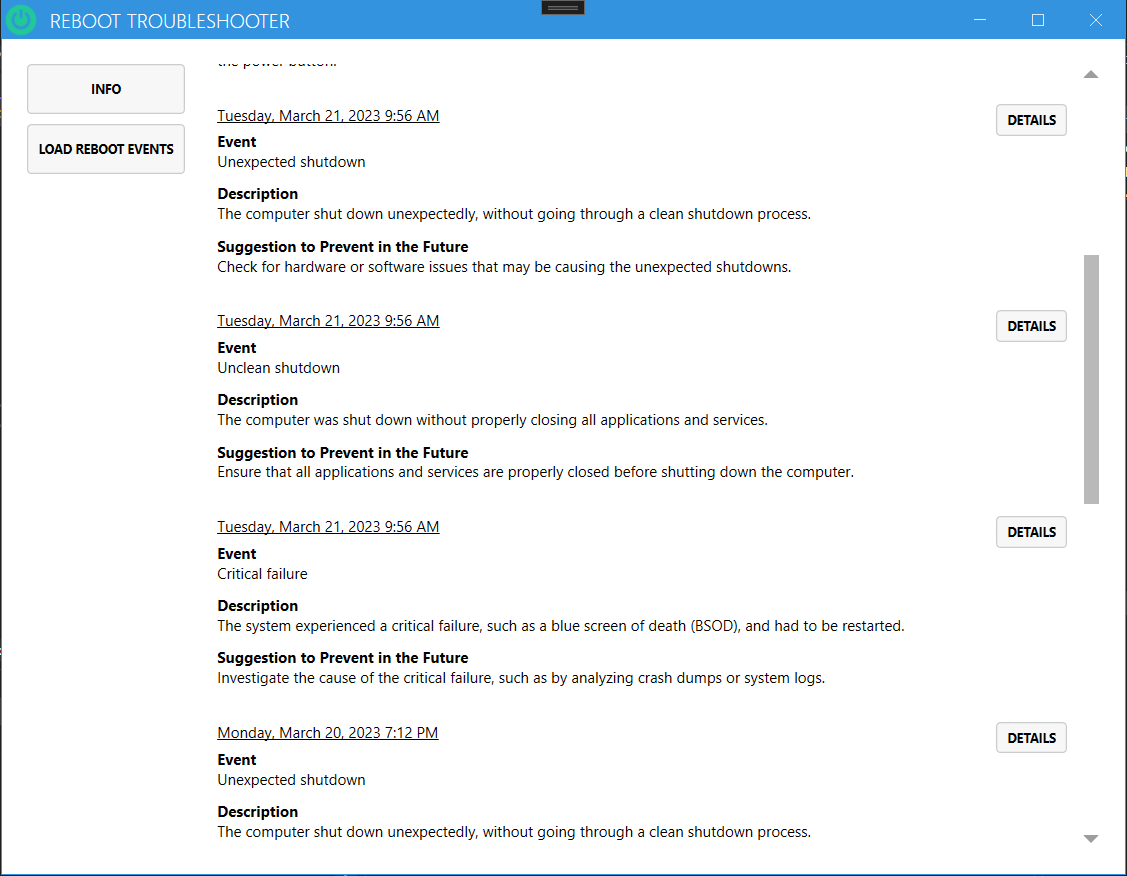 REBOOT TROUBLESHOOTER
INFO
LOAD REBOOT EVENTS
the power button.
Tuesday, March 21, 2023 9:56 AM
DETAILS
Event
Unexpected shutdown
Description
The computer shut down unexpectedly, without going through a clean shutdown process.
Suggestion to Prevent in the Future
Check for hardware or software issues that may be causing the unexpected shutdowns.
Tuesday, March 21, 2023 9:56 AM
DETAILS
Event
Unclean shutdown
Description
The computer was shut down without properly closing all applications and services.
Suggestion to Prevent in the Future
Ensure that all applications and services are properly closed before shutting down the computer.
Tuesday, March 21, 2023 9:56 AM
DETAILS
Event
Critical failure
Description
The system experienced a critical failure, such as a blue screen of death (BSOD), and had to be restarted.
Suggestion to Prevent in the Future
Investigate the cause of the critical failure, such as by analyzing crash dumps or system logs.
Monday, March 20, 2023 7:12 PM
DETAILS
Event
Unexpected shutdown
Description
The computer shut down unexpectedly, without going through a clean shutdown process.